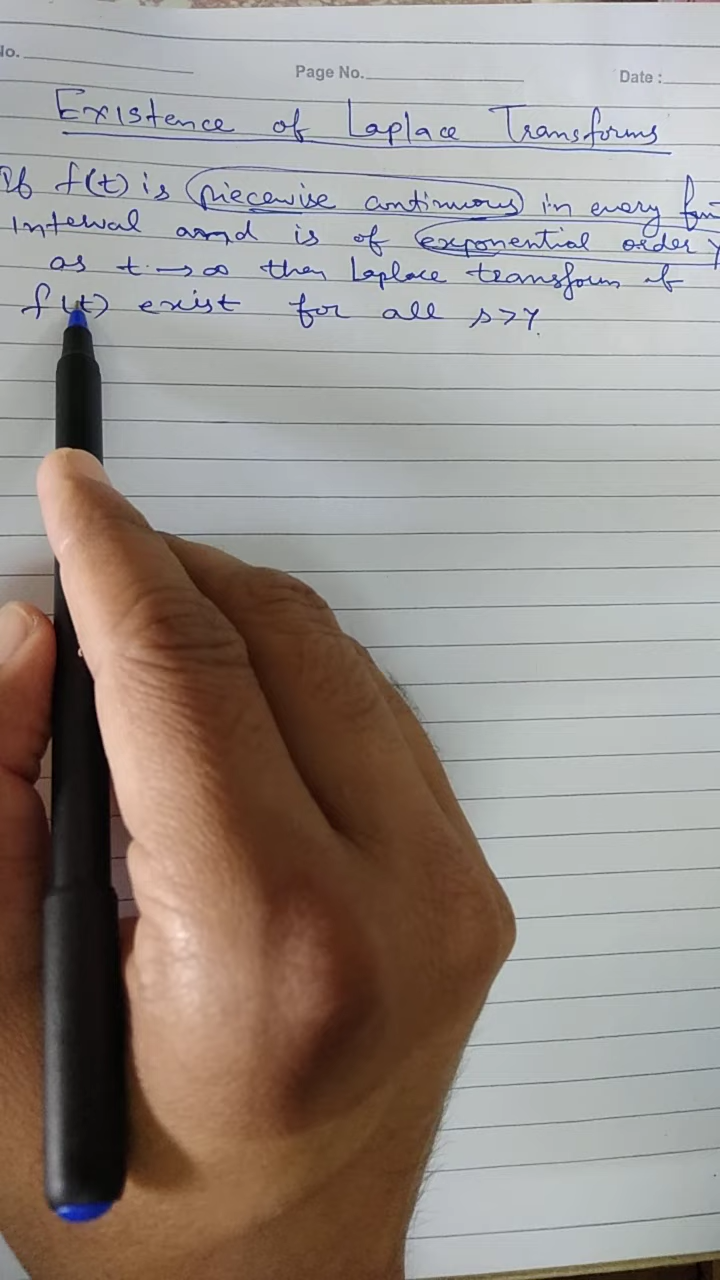 No.
Page No.
Date :
Existence of Laplace Transforms
If f(t) is piecewise continuous in every
Interval and is of exponential order γ
as t → ∞ then Laplace transform of
f(t) exist for all s>γ.